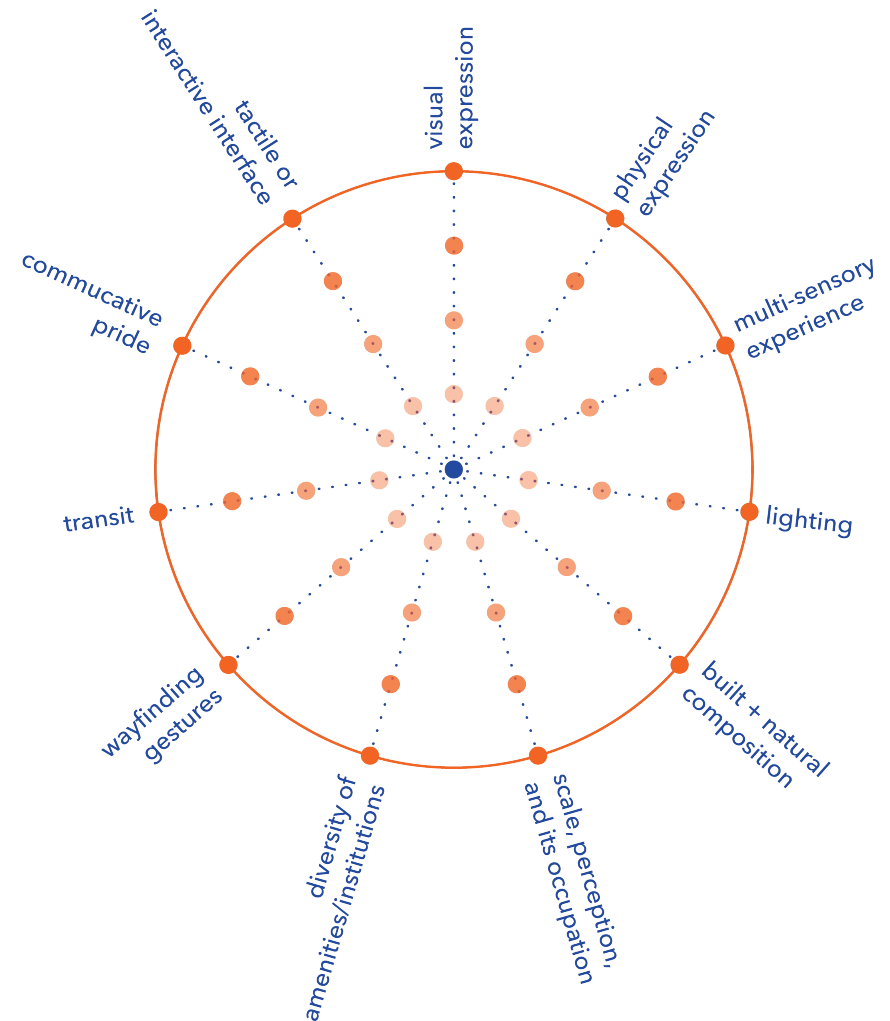 visual
expression
physical
expression
multi-sensory
experience
lighting
built + natural
composition
scale, perception,
and its occupation
diversity of
amenities/institutions
wayfinding
gestures
transit
commucative
pride
tactile or
interactive interface